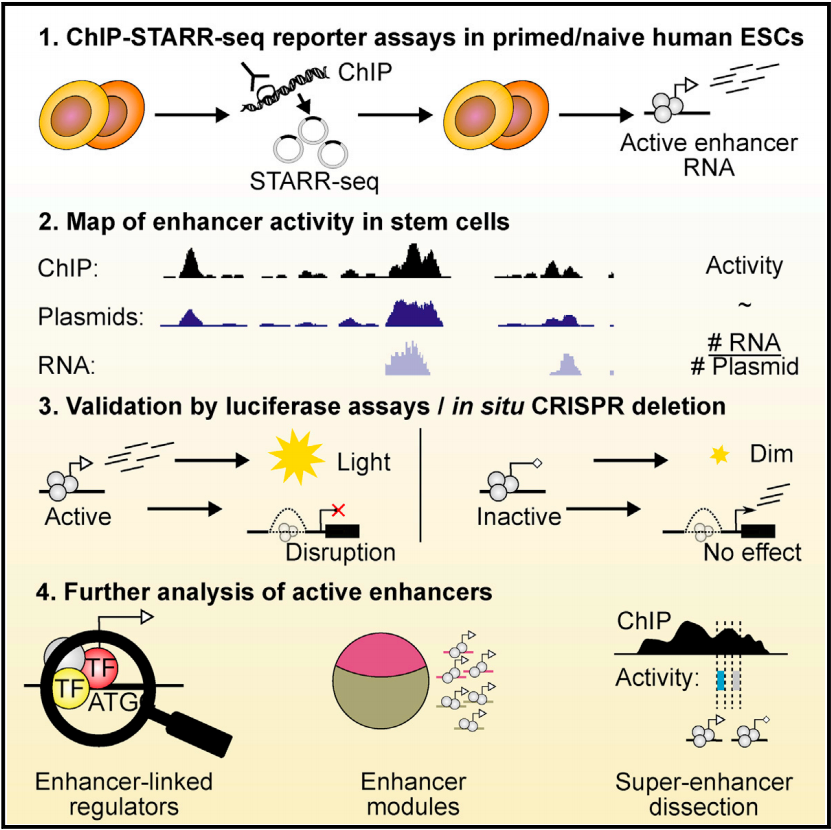 1. ChIP-STARR-seq reporter assays in primed/naive human ESCs
ChIP
STARR-seq
Active enhancer
RNA
2. Map of enhancer activity in stem cells
ChIP:
Plasmids:
RNA:
Activity
~
# RNA
# Plasmid
3. Validation by luciferase assays / in situ CRISPR deletion
Active
Light
Disruption
Inactive
Dim
No effect
4. Further analysis of active enhancers
TF
TF
ATG
Enhancer-linked
regulators
Enhancer
modules
ChIP
Activity:
Super-enhancer
dissection